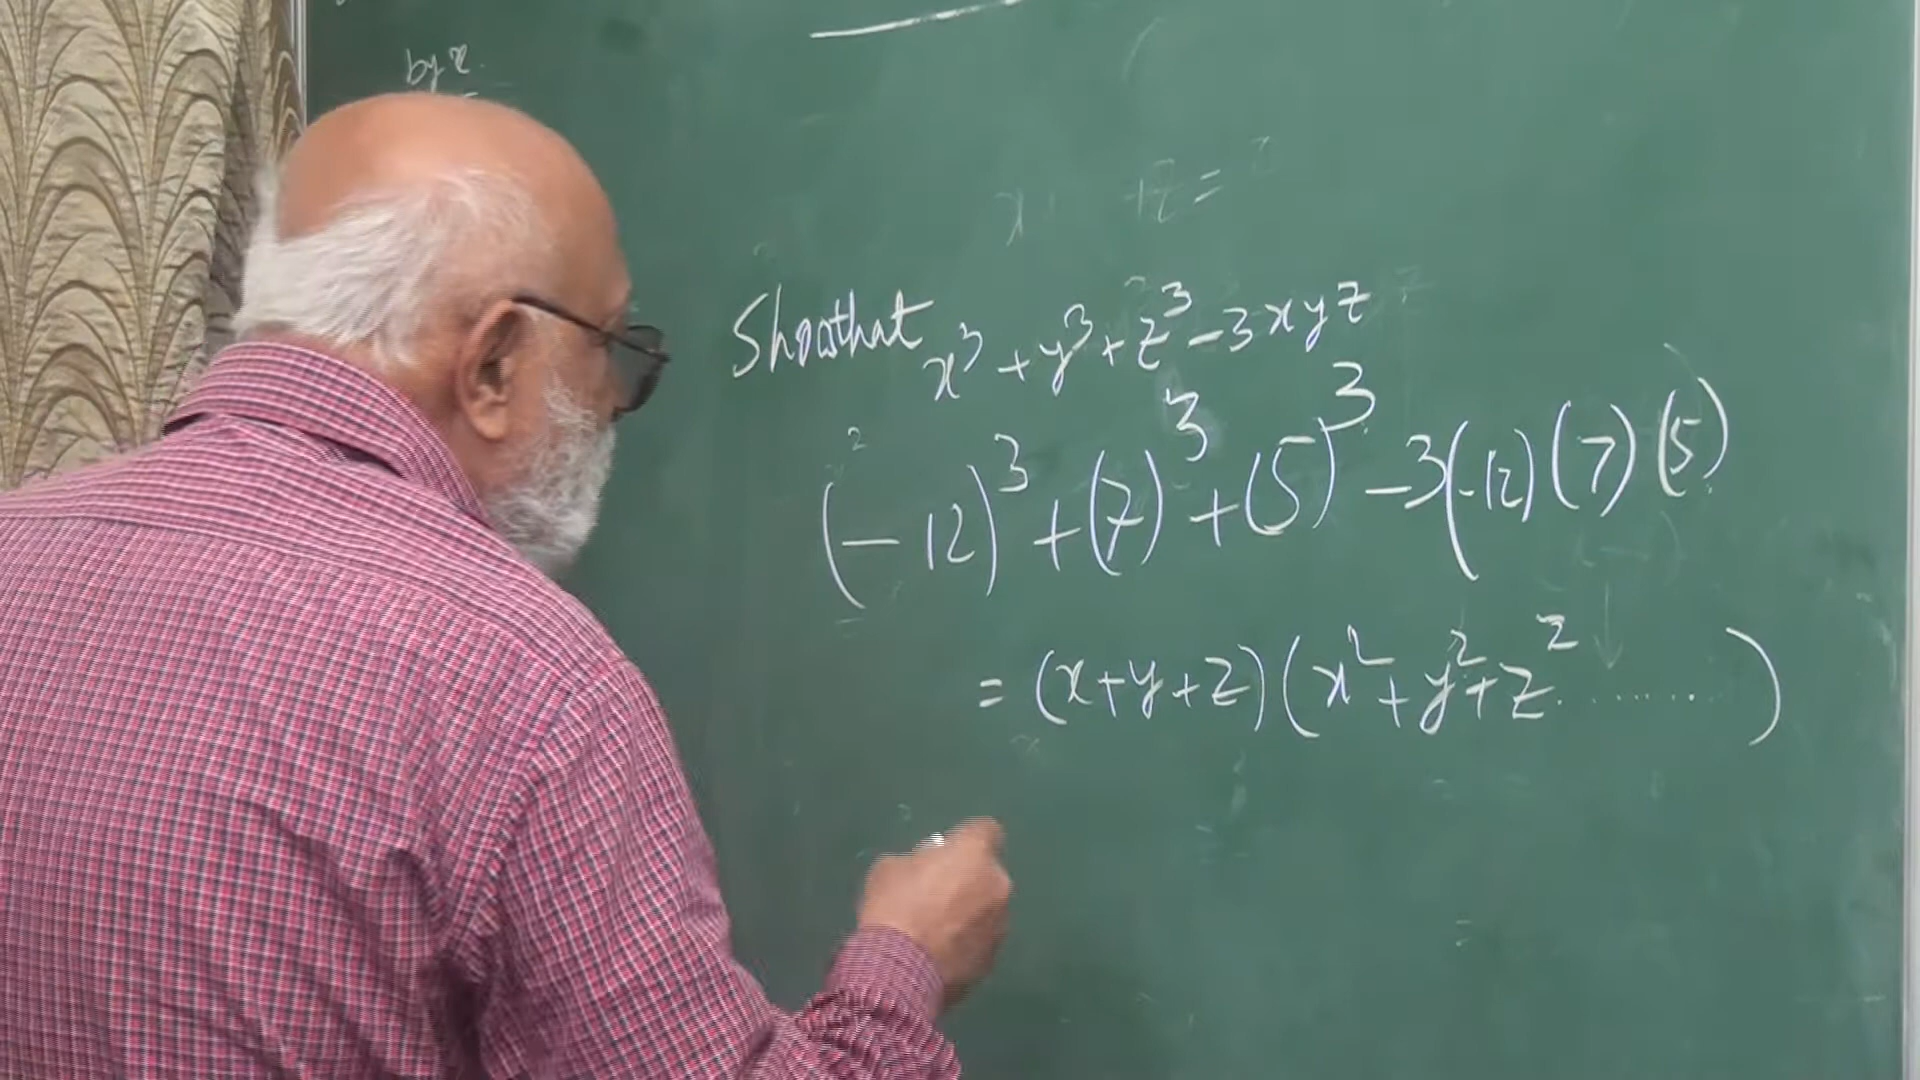 by x.
Show that x³ + y³ + z³ - 3xyz
(-12)³ + (7)³ + (5)³ - 3(-12)(7)(5)
= (x+y+z)(x² + y² + z² ........ )